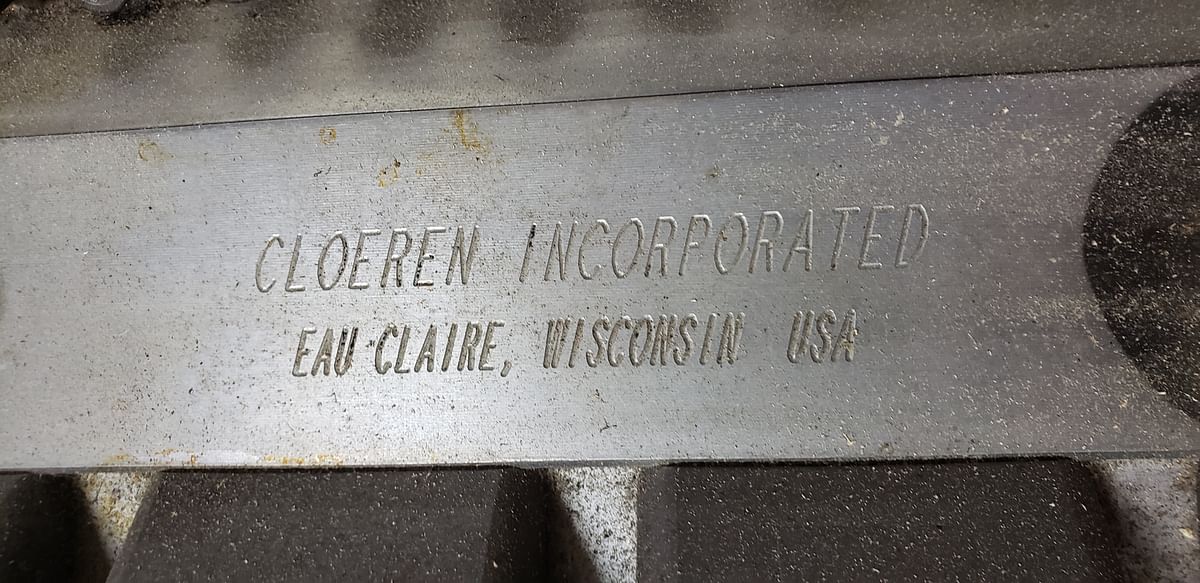 CLOEREN INCORPORATED
EAU CLAIRE, WISCONSIN USA